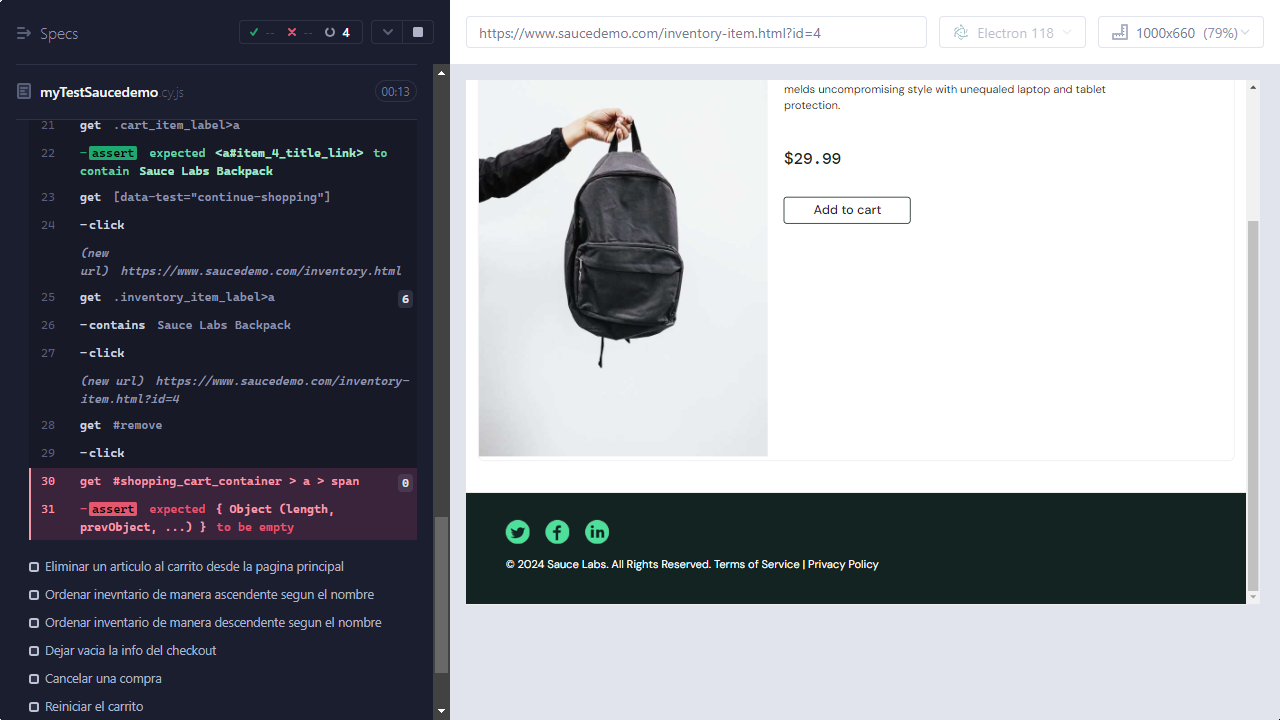 Specs
-- -- 4
myTestSaucedemo.cy.js 00:13
21 get .cart_item_label>a
22 -assert expected <a#item_4_title_link> to
contain Sauce Labs Backpack
23 get [data-test="continue-shopping"]
24 -click
(new
url) https://www.saucedemo.com/inventory.html
25 get .inventory_item_label>a 6
26 -contains Sauce Labs Backpack
27 -click
(new url) https://www.saucedemo.com/inventory-
item.html?id=4
28 get #remove
29 -click
30 get #shopping_cart_container > a > span 0
31 -assert expected { Object (length,
prevObject, ...) } to be empty
Eliminar un articulo al carrito desde la pagina principal
Ordenar inevntario de manera ascendente segun el nombre
Ordenar inventario de manera descendente segun el nombre
Dejar vacia la info del checkout
Cancelar una compra
Reiniciar el carrito
https://www.saucedemo.com/inventory-item.html?id=4
Electron 118
1000x660 (79%)
melds uncompromising style with unequaled laptop and tablet
protection.
$29.99
Add to cart
© 2024 Sauce Labs. All Rights Reserved. Terms of Service | Privacy Policy